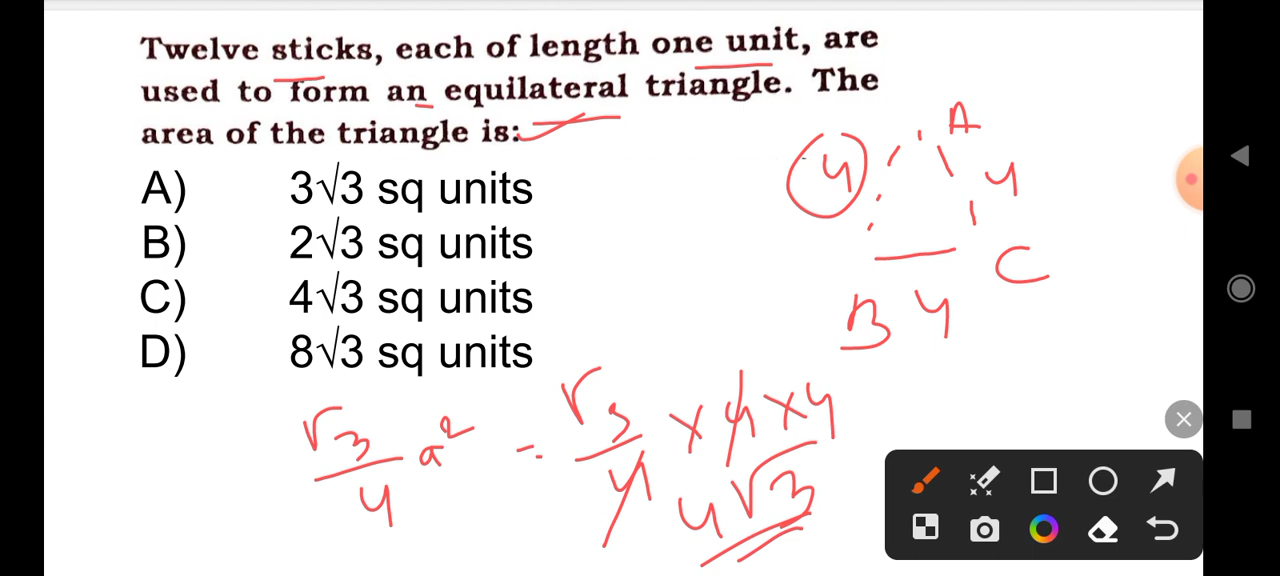 Twelve sticks, each of length one unit, are
used to form an equilateral triangle. The
area of the triangle is:
A) 3√3 sq units
B) 2√3 sq units
C) 4√3 sq units
D) 8√3 sq units
A
4
4
C
B 4
√3/4 a² = √3/4 × 4 × 4
4√3